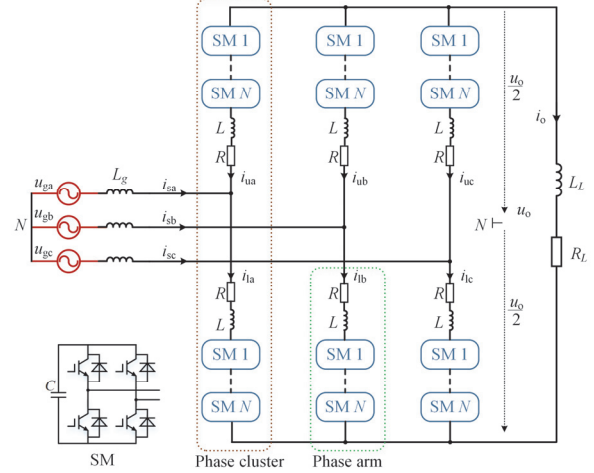 SM 1 SM 1 SM 1
SM N SM N SM N
L L L
R R R
i_ua i_ub i_uc
u_o/2
i_o
L_L
u_ga L_g i_sa
N u_gb i_sb
u_gc i_sc
N u_o
R_L
i_la i_lb i_lc
R R R
L L L
u_o/2
SM 1 SM 1 SM 1
SM N SM N SM N
C
SM
Phase cluster Phase arm